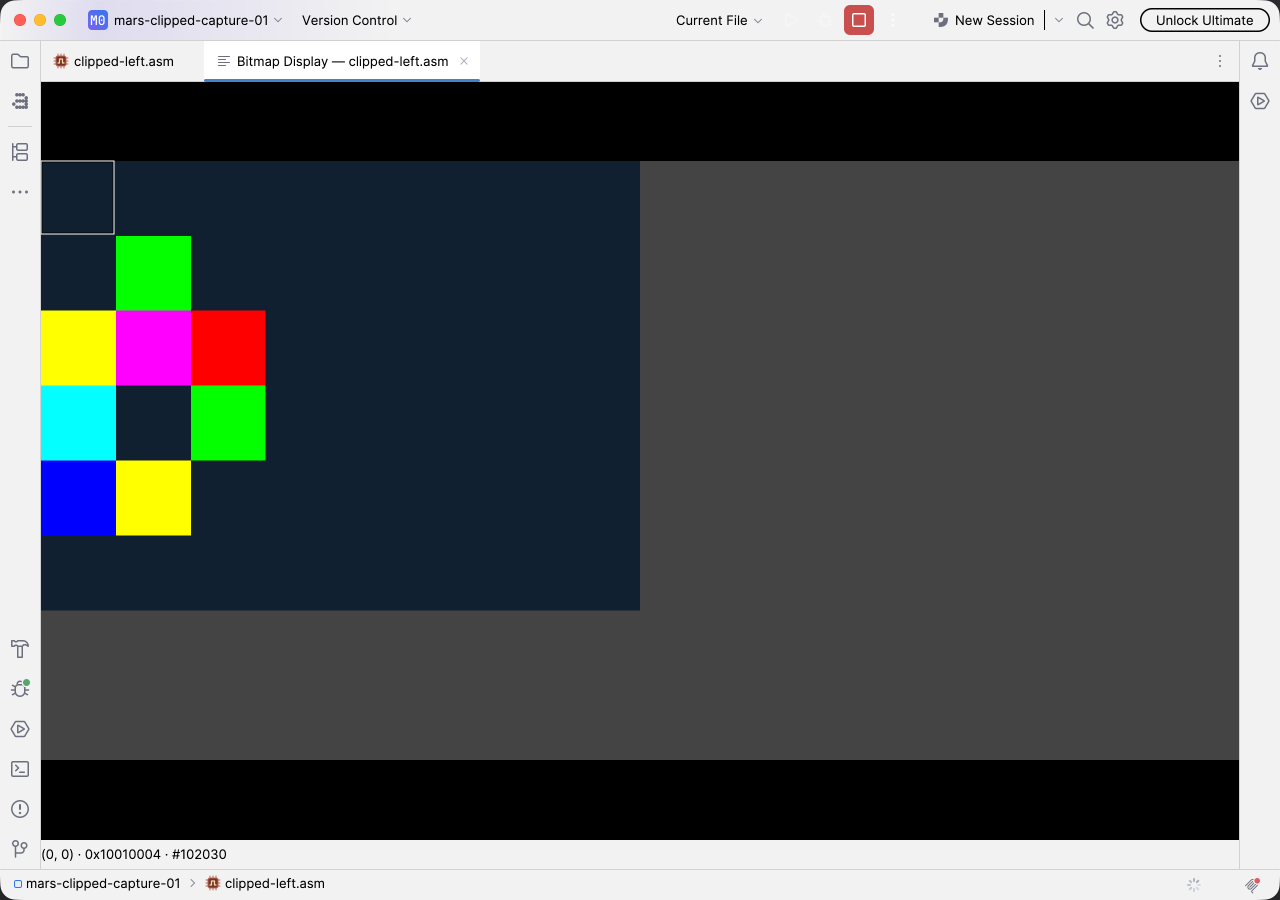 M0 mars-clipped-capture-01 Version Control Current File New Session Unlock Ultimate
clipped-left.asm Bitmap Display — clipped-left.asm
(0, 0) · 0x10010004 · #102030
mars-clipped-capture-01 clipped-left.asm